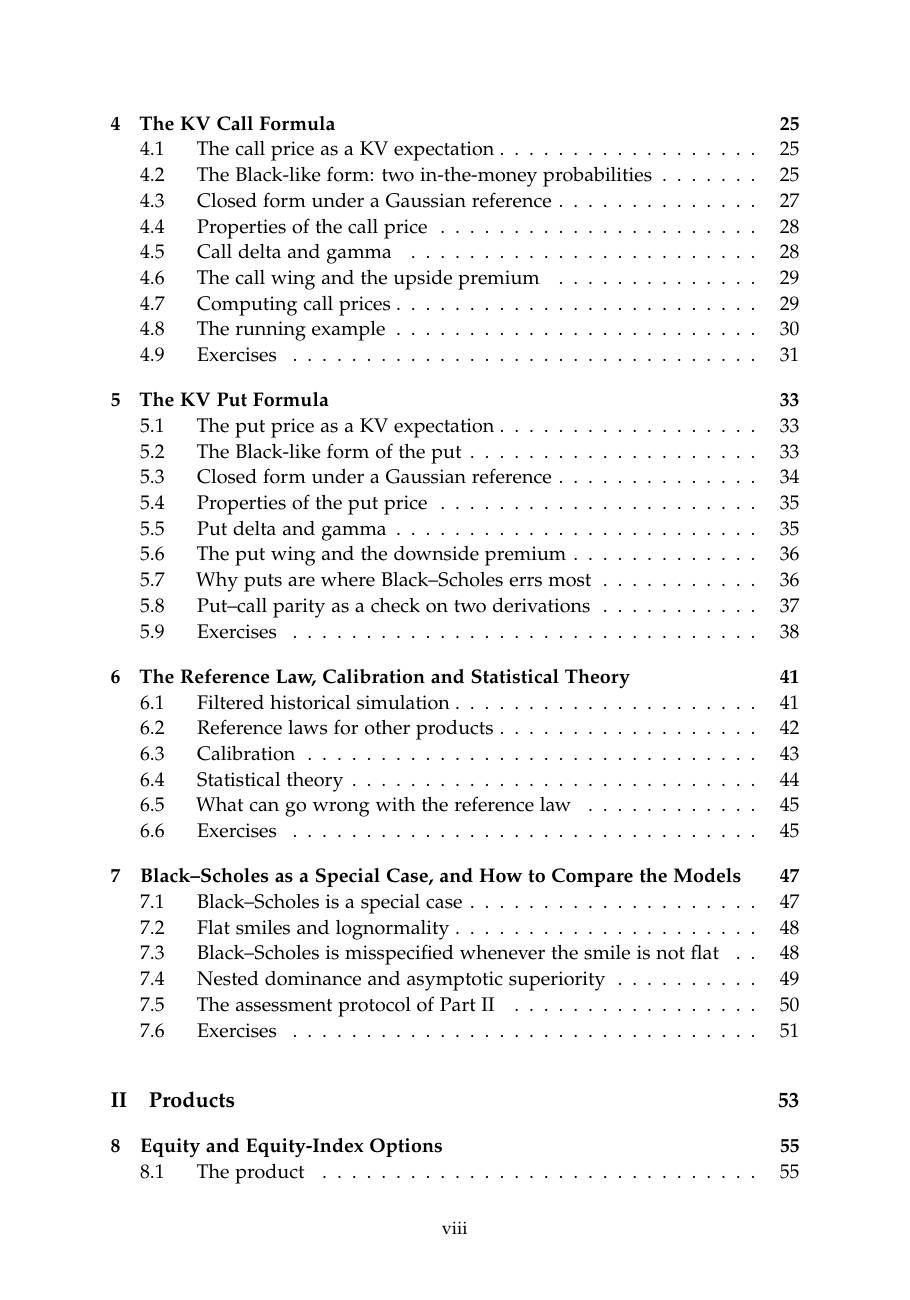 4 The KV Call Formula 25
4.1 The call price as a KV expectation . . . . . . . . . . . . . . . . . . 25
4.2 The Black-like form: two in-the-money probabilities . . . . . . . 25
4.3 Closed form under a Gaussian reference . . . . . . . . . . . . . . 27
4.4 Properties of the call price . . . . . . . . . . . . . . . . . . . . . . 28
4.5 Call delta and gamma . . . . . . . . . . . . . . . . . . . . . . . . 28
4.6 The call wing and the upside premium . . . . . . . . . . . . . . 29
4.7 Computing call prices . . . . . . . . . . . . . . . . . . . . . . . . . 29
4.8 The running example . . . . . . . . . . . . . . . . . . . . . . . . . 30
4.9 Exercises . . . . . . . . . . . . . . . . . . . . . . . . . . . . . . . . 31
5 The KV Put Formula 33
5.1 The put price as a KV expectation . . . . . . . . . . . . . . . . . . 33
5.2 The Black-like form of the put . . . . . . . . . . . . . . . . . . . . 33
5.3 Closed form under a Gaussian reference . . . . . . . . . . . . . . 34
5.4 Properties of the put price . . . . . . . . . . . . . . . . . . . . . . 35
5.5 Put delta and gamma . . . . . . . . . . . . . . . . . . . . . . . . . 35
5.6 The put wing and the downside premium . . . . . . . . . . . . . 36
5.7 Why puts are where Black–Scholes errs most . . . . . . . . . . . 36
5.8 Put–call parity as a check on two derivations . . . . . . . . . . . 37
5.9 Exercises . . . . . . . . . . . . . . . . . . . . . . . . . . . . . . . . 38
6 The Reference Law, Calibration and Statistical Theory 41
6.1 Filtered historical simulation . . . . . . . . . . . . . . . . . . . . . 41
6.2 Reference laws for other products . . . . . . . . . . . . . . . . . . 42
6.3 Calibration . . . . . . . . . . . . . . . . . . . . . . . . . . . . . . . 43
6.4 Statistical theory . . . . . . . . . . . . . . . . . . . . . . . . . . . . 44
6.5 What can go wrong with the reference law . . . . . . . . . . . . 45
6.6 Exercises . . . . . . . . . . . . . . . . . . . . . . . . . . . . . . . . 45
7 Black–Scholes as a Special Case, and How to Compare the Models 47
7.1 Black–Scholes is a special case . . . . . . . . . . . . . . . . . . . . 47
7.2 Flat smiles and lognormality . . . . . . . . . . . . . . . . . . . . . 48
7.3 Black–Scholes is misspecified whenever the smile is not flat . . 48
7.4 Nested dominance and asymptotic superiority . . . . . . . . . . 49
7.5 The assessment protocol of Part II . . . . . . . . . . . . . . . . . 50
7.6 Exercises . . . . . . . . . . . . . . . . . . . . . . . . . . . . . . . . 51
II Products 53
8 Equity and Equity-Index Options 55
8.1 The product . . . . . . . . . . . . . . . . . . . . . . . . . . . . . . 55
viii